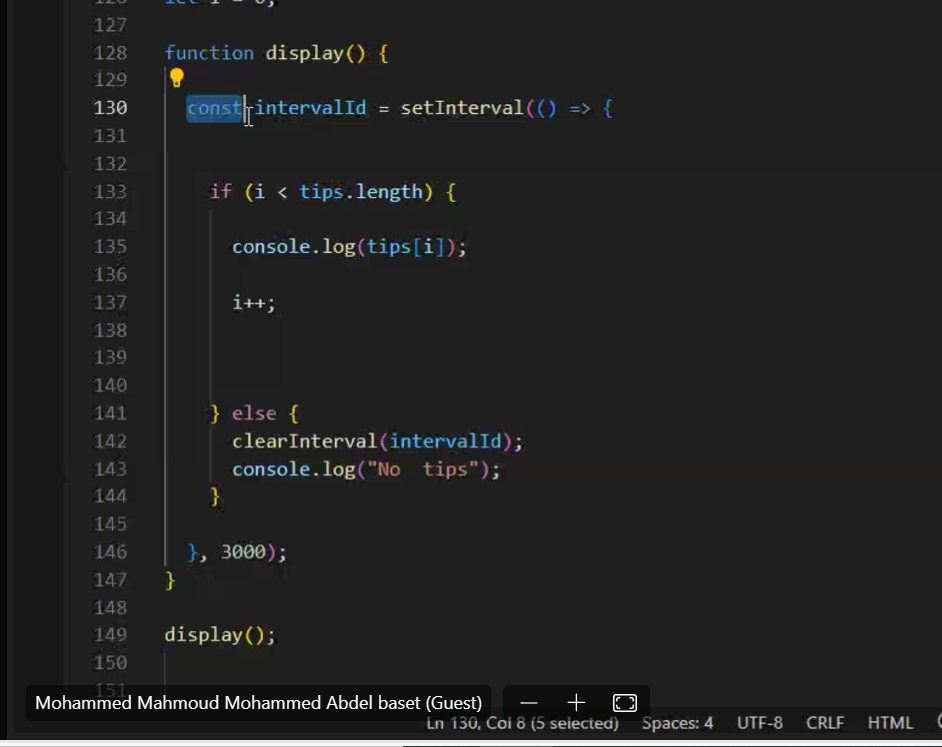 126 let i = 0;
127
128 function display() {
129
130 const intervalId = setInterval(() => {
131
132
133 if (i < tips.length) {
134
135 console.log(tips[i]);
136
137 i++;
138
139
140
141 } else {
142 clearInterval(intervalId);
143 console.log("No  tips");
144 }
145
146 }, 3000);
147 }
148
149 display();
150
151
Mohammed Mahmoud Mohammed Abdel baset (Guest)
Ln 130, Col 8 (5 selected) Spaces: 4 UTF-8 CRLF HTML